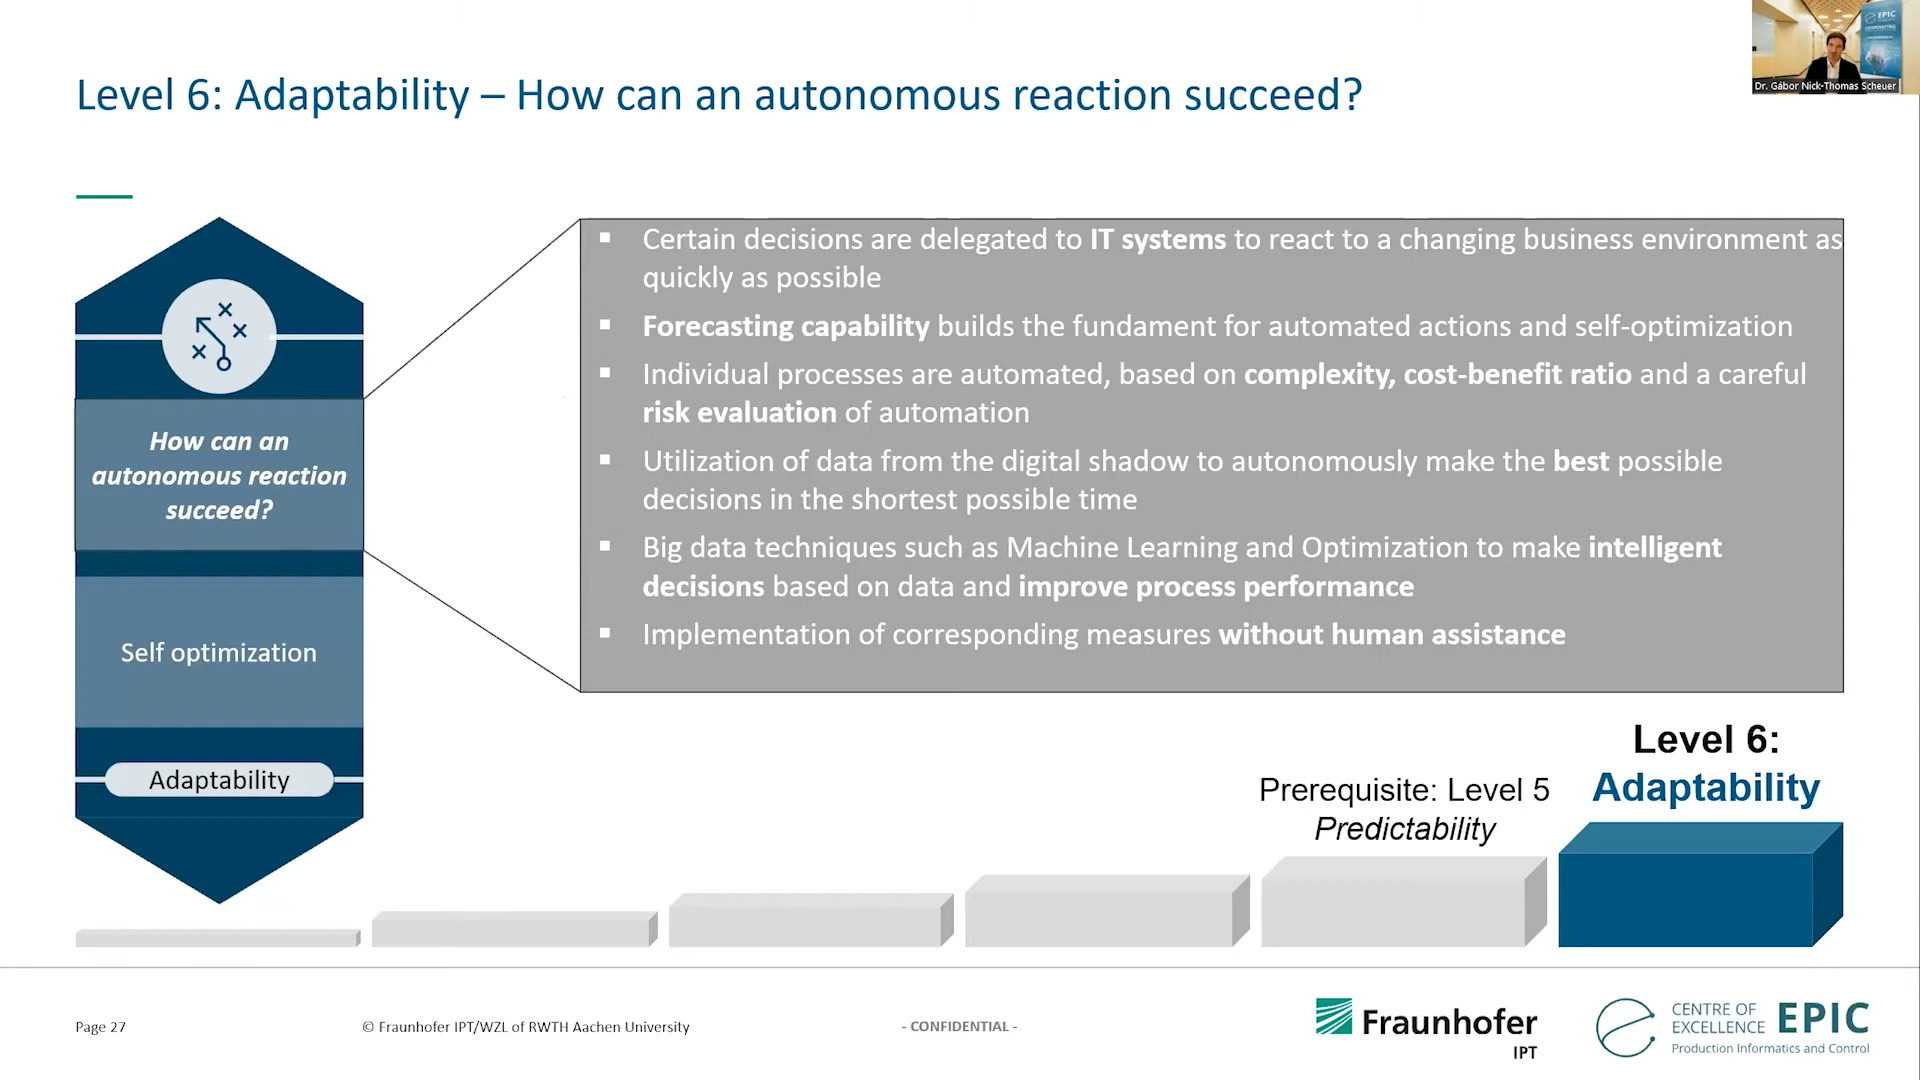 Level 6: Adaptability – How can an autonomous reaction succeed?
EPIC
Dr. Gábor Nick-Thomas Scheuer
How can an
autonomous reaction
succeed?
Self optimization
Adaptability
▪ Certain decisions are delegated to IT systems to react to a changing business environment as
quickly as possible
▪ Forecasting capability builds the fundament for automated actions and self-optimization
▪ Individual processes are automated, based on complexity, cost-benefit ratio and a careful
risk evaluation of automation
▪ Utilization of data from the digital shadow to autonomously make the best possible
decisions in the shortest possible time
▪ Big data techniques such as Machine Learning and Optimization to make intelligent
decisions based on data and improve process performance
▪ Implementation of corresponding measures without human assistance
Prerequisite: Level 5
Predictability
Level 6:
Adaptability
Page 27
© Fraunhofer IPT/WZL of RWTH Aachen University
- CONFIDENTIAL -
Fraunhofer
IPT
CENTRE OF
EXCELLENCE EPIC
Production Informatics and Control